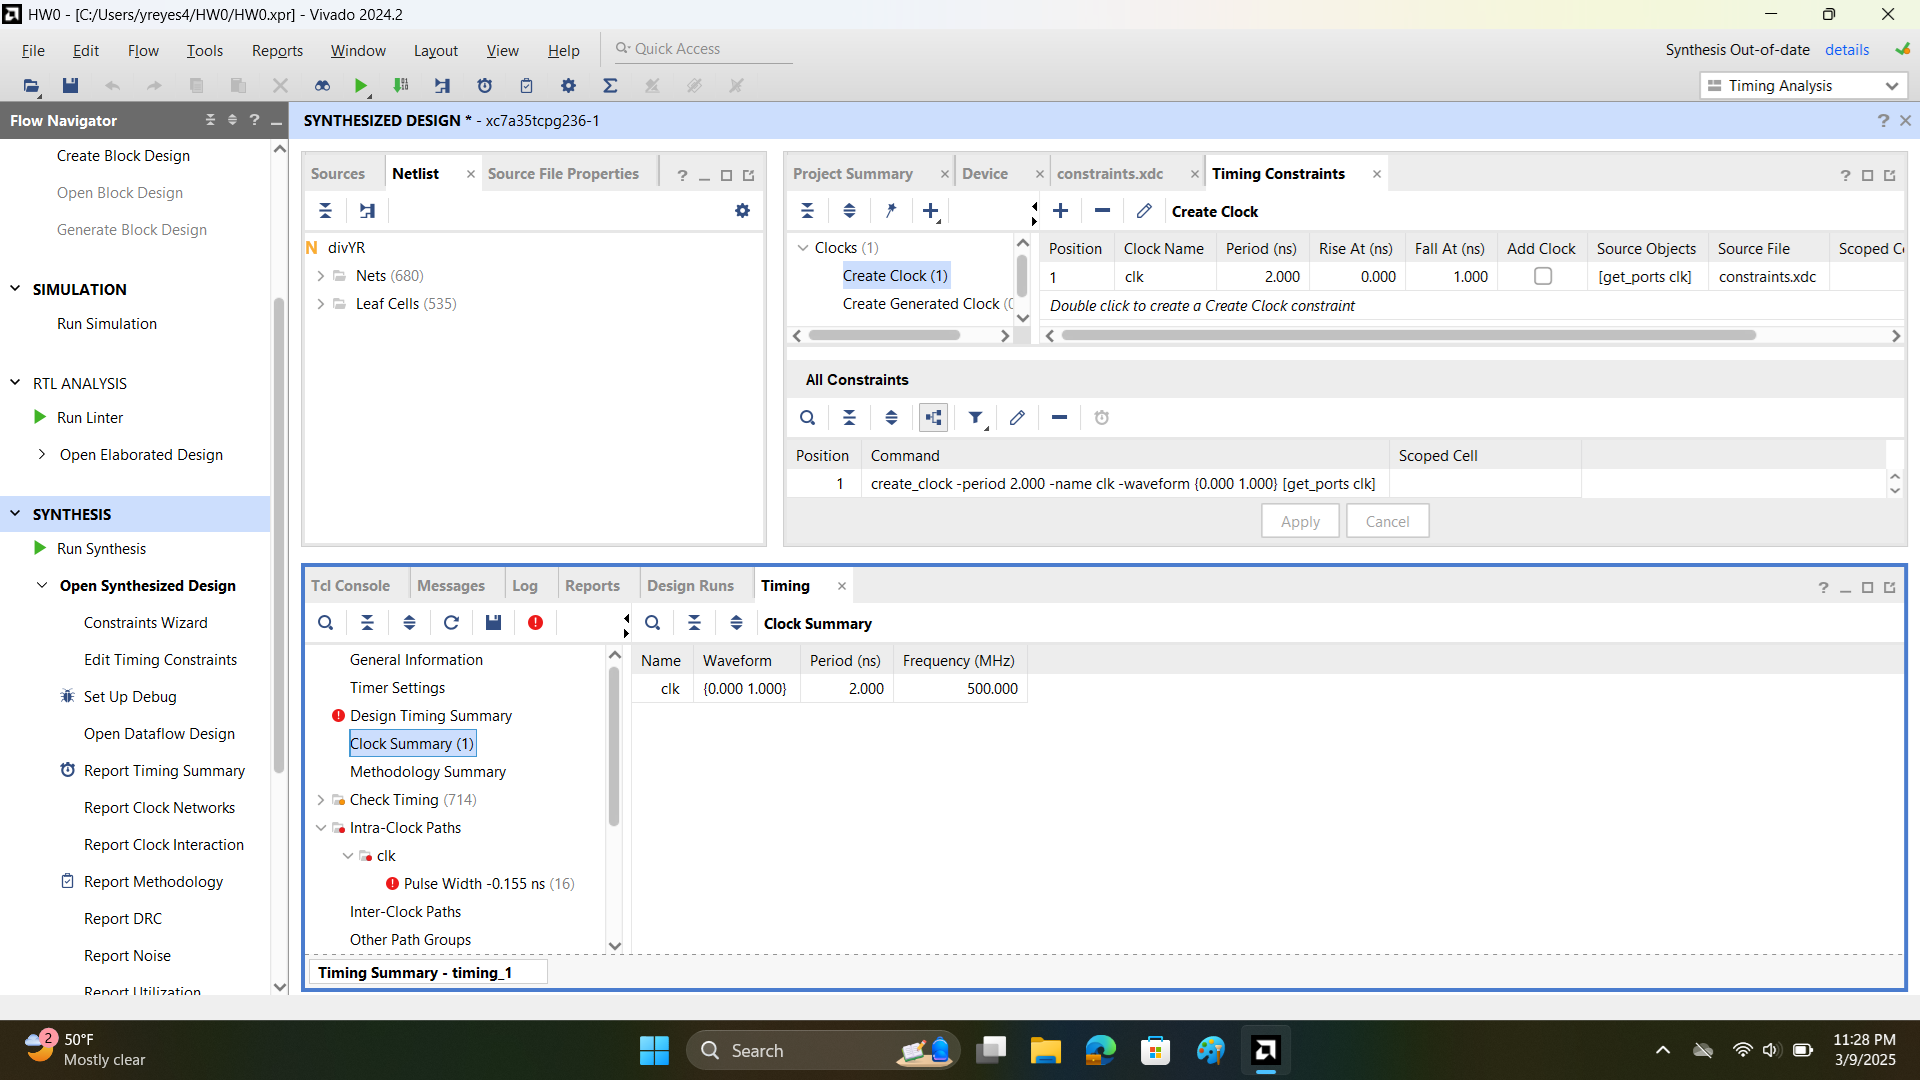 HW0 - [C:/Users/yreyes4/HW0/HW0.xpr] - Vivado 2024.2
File Edit Flow Tools Reports Window Layout View Help Quick Access
Synthesis Out-of-date details
Timing Analysis
Flow Navigator
SYNTHESIZED DESIGN * - xc7a35tcpg236-1
Create Block Design
Open Block Design
Generate Block Design
SIMULATION
Run Simulation
RTL ANALYSIS
Run Linter
Open Elaborated Design
SYNTHESIS
Run Synthesis
Open Synthesized Design
Constraints Wizard
Edit Timing Constraints
Set Up Debug
Open Dataflow Design
Report Timing Summary
Report Clock Networks
Report Clock Interaction
Report Methodology
Report DRC
Report Noise
Report Utilization
Sources Netlist Source File Properties
N divYR
Nets (680)
Leaf Cells (535)
Project Summary Device constraints.xdc Timing Constraints
Create Clock
Clocks (1)
Create Clock (1)
Create Generated Clock (0
Position Clock Name Period (ns) Rise At (ns) Fall At (ns) Add Clock Source Objects Source File Scoped Ce
1 clk 2.000 0.000 1.000 [get_ports clk] constraints.xdc
Double click to create a Create Clock constraint
All Constraints
Position Command Scoped Cell
1 create_clock -period 2.000 -name clk -waveform {0.000 1.000} [get_ports clk]
Apply Cancel
Tcl Console Messages Log Reports Design Runs Timing
Clock Summary
General Information
Timer Settings
Design Timing Summary
Clock Summary (1)
Methodology Summary
Check Timing (714)
Intra-Clock Paths
clk
Pulse Width -0.155 ns (16)
Inter-Clock Paths
Other Path Groups
Name Waveform Period (ns) Frequency (MHz)
clk {0.000 1.000} 2.000 500.000
Timing Summary - timing_1
2
50°F
Mostly clear
Search
11:28 PM
3/9/2025